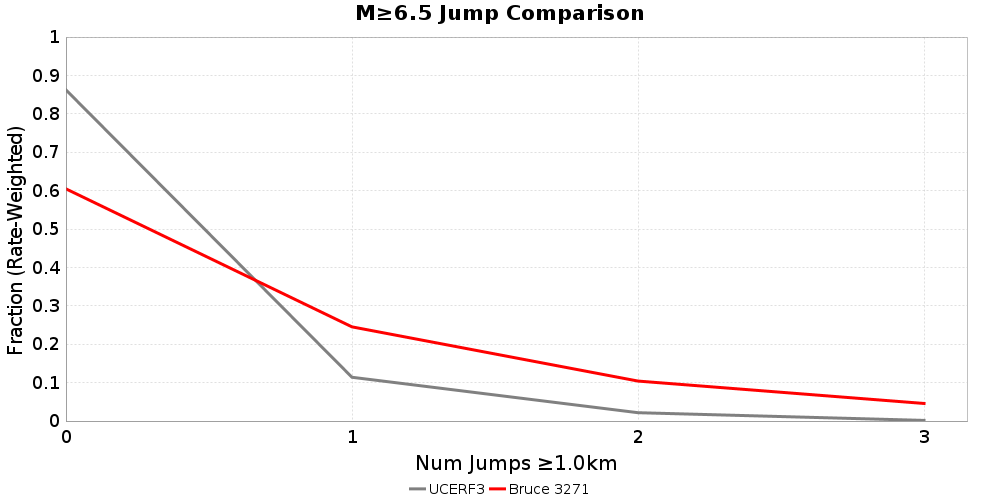 M≥6.5 Jump Comparison
Fraction (Rate-Weighted)
1
0.9
0.8
0.7
0.6
0.5
0.4
0.3
0.2
0.1
0
0 1 2 3
Num Jumps ≥1.0km
UCERF3 Bruce 3271